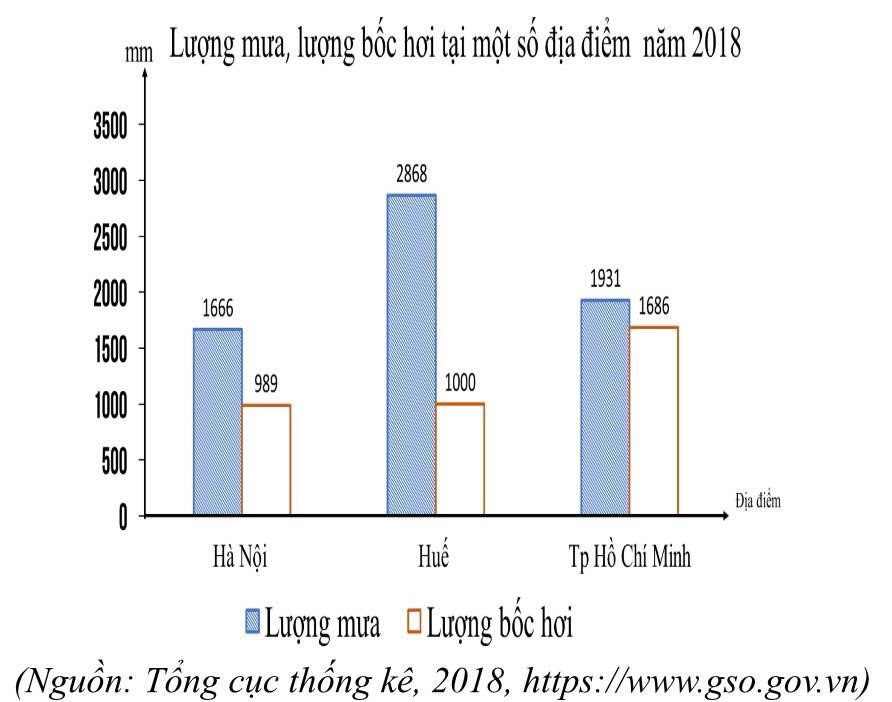 mm Lượng mưa, lượng bốc hơi tại một số địa điểm năm 2018
3500
3000
2500
2000
1500
1000
500
0
1666
989
2868
1000
1931
1686
Địa điểm
Hà Nội Huế Tp Hồ Chí Minh
Lượng mưa Lượng bốc hơi
(Nguồn: Tổng cục thống kê, 2018, https://www.gso.gov.vn)